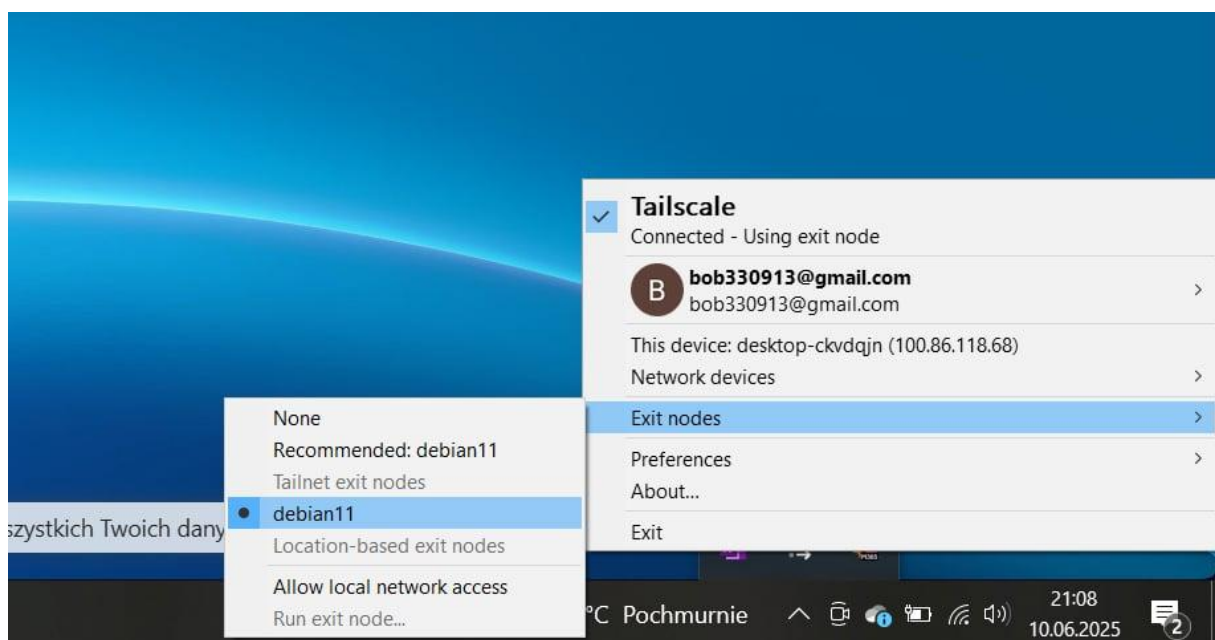 Tailscale
Connected - Using exit node
B
bob330913@gmail.com
bob330913@gmail.com
This device: desktop-ckvdqjn (100.86.118.68)
Network devices
Exit nodes
Preferences
About...
Exit
None
Recommended: debian11
Tailnet exit nodes
debian11
Location-based exit nodes
Allow local network access
Run exit node...
szystkich Twoich dany
°C Pochmurnie
21:08
10.06.2025
2